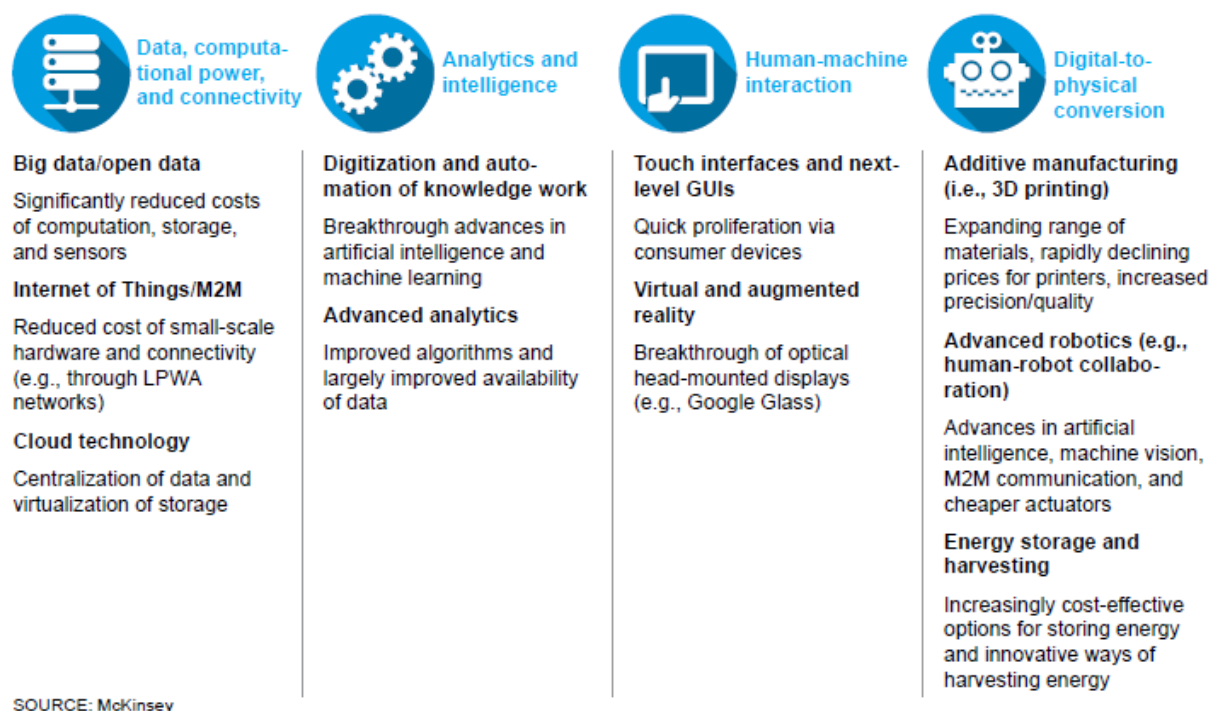 Data, computa-
tional power,
and connectivity
Big data/open data
Significantly reduced costs
of computation, storage,
and sensors
Internet of Things/M2M
Reduced cost of small-scale
hardware and connectivity
(e.g., through LPWA
networks)
Cloud technology
Centralization of data and
virtualization of storage
Analytics and
intelligence
Digitization and auto-
mation of knowledge work
Breakthrough advances in
artificial intelligence and
machine learning
Advanced analytics
Improved algorithms and
largely improved availability
of data
Human-machine
interaction
Touch interfaces and next-
level GUIs
Quick proliferation via
consumer devices
Virtual and augmented
reality
Breakthrough of optical
head-mounted displays
(e.g., Google Glass)
Digital-to-
physical
conversion
Additive manufacturing
(i.e., 3D printing)
Expanding range of
materials, rapidly declining
prices for printers, increased
precision/quality
Advanced robotics (e.g.,
human-robot collabo-
ration)
Advances in artificial
intelligence, machine vision,
M2M communication, and
cheaper actuators
Energy storage and
harvesting
Increasingly cost-effective
options for storing energy
and innovative ways of
harvesting energy
SOURCE: McKinsey